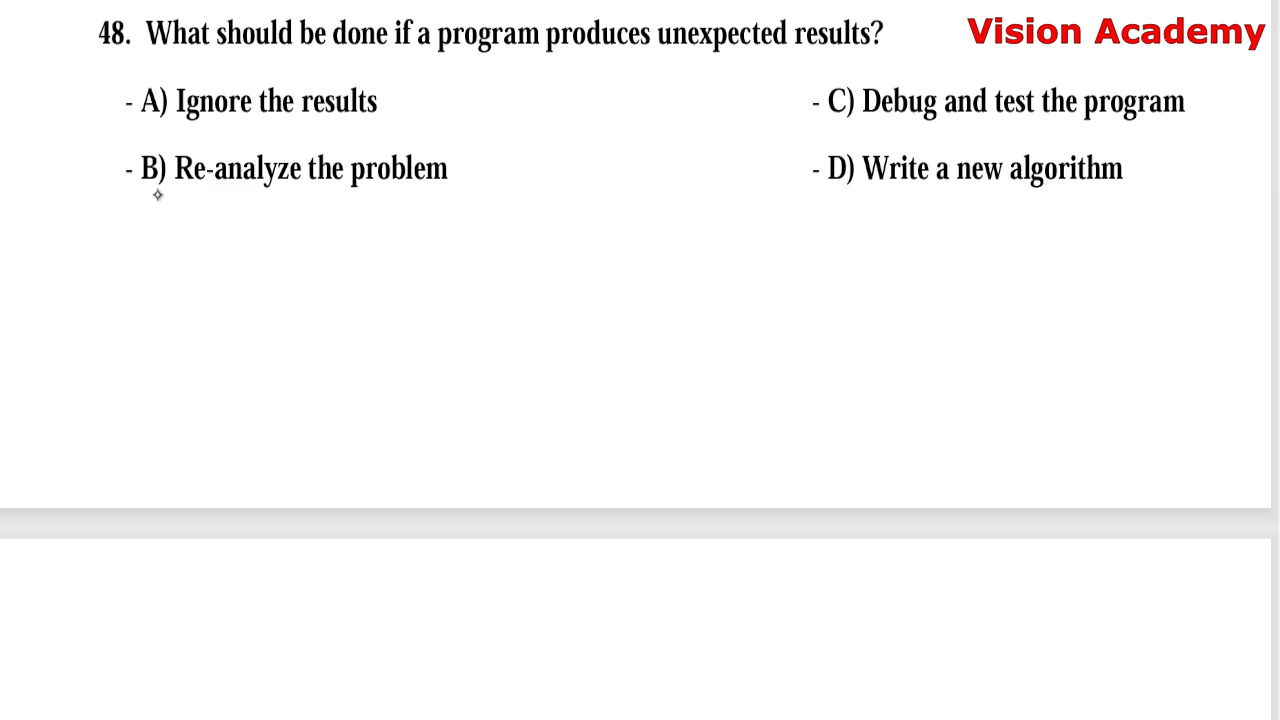 48. What should be done if a program produces unexpected results?
Vision Academy
- A) Ignore the results
- C) Debug and test the program
- B) Re-analyze the problem
- D) Write a new algorithm